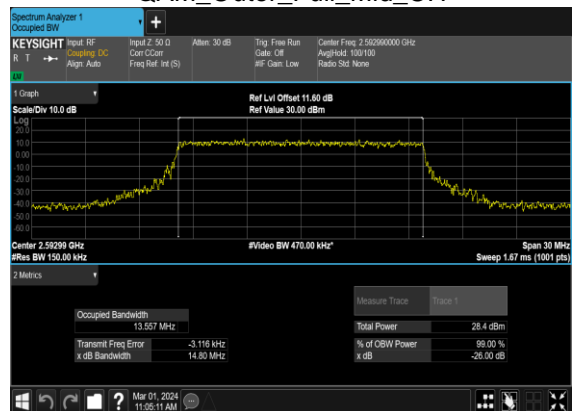 Spectrum Analyzer 1
Occupied BW
+
KEYSIGHT Input: RF Input Z: 50 Ω Atten: 30 dB Trig: Free Run Center Freq: 2.592990000 GHz
R T Coupling: DC Corr CCorr Gate: Off Avg|Hold: 100/100
Align: Auto Freq Ref: Int (S) #IF Gain: Low Radio Std: None
LW
1 Graph Ref Lvl Offset 11.60 dB
Scale/Div 10.0 dB Ref Value 30.00 dBm
Log
20.0
10.0
0.00
-10.0
-20.0
-30.0
-40.0
-50.0
-60.0
Center 2.59299 GHz #Video BW 470.00 kHz* Span 30 MHz
#Res BW 150.00 kHz Sweep 1.67 ms (1001 pts)
2 Metrics
Measure Trace Trace 1
Occupied Bandwidth
13.557 MHz Total Power 28.4 dBm
Transmit Freq Error -3.116 kHz % of OBW Power 99.00 %
x dB Bandwidth 14.80 MHz x dB -26.00 dB
? Mar 01, 2024
11:05:11 AM